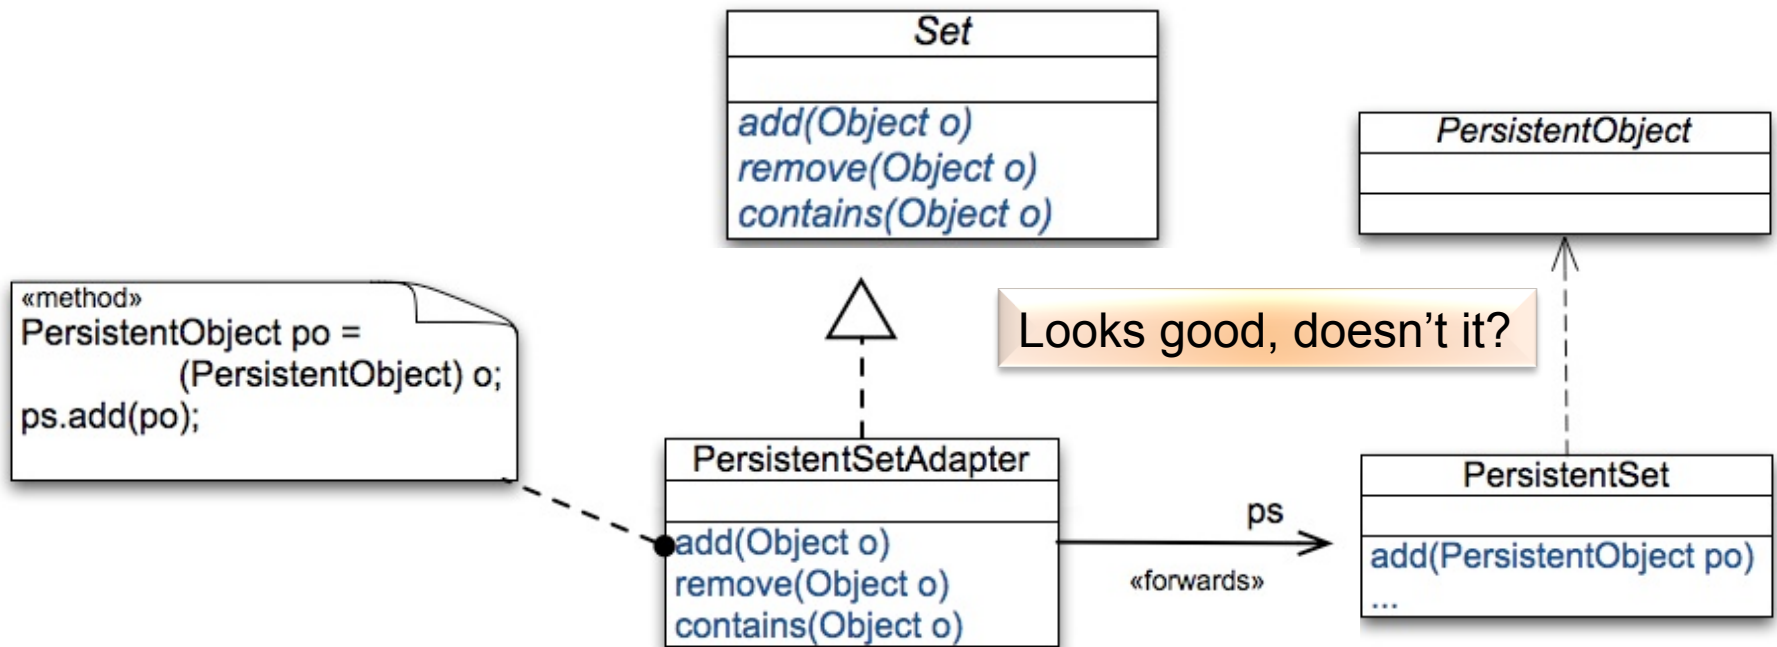 Set
add(Object o)
remove(Object o)
contains(Object o)
PersistentObject
«method»
PersistentObject po =
(PersistentObject) o;
ps.add(po);
Looks good, doesn’t it?
PersistentSetAdapter
add(Object o)
remove(Object o)
contains(Object o)
ps
«forwards»
PersistentSet
add(PersistentObject po)
...